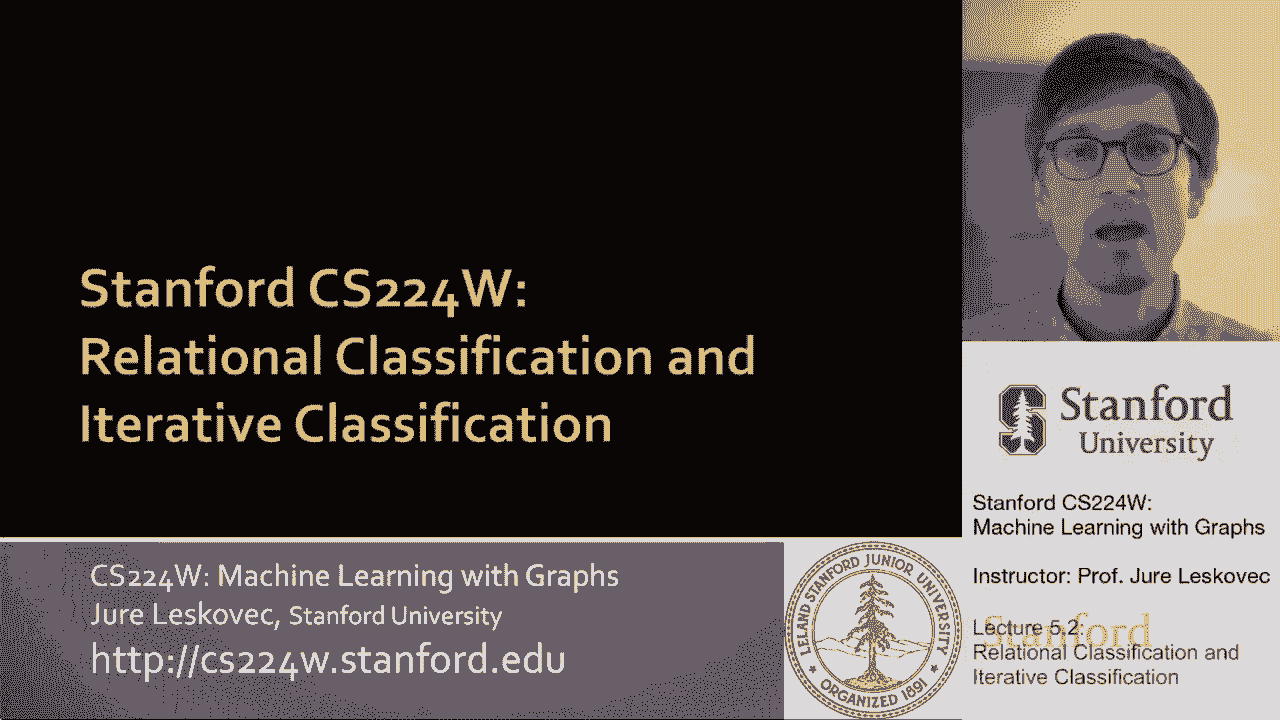 Stanford CS224W:
Relational Classification and
Iterative Classification
CS224W: Machine Learning with Graphs
Jure Leskovec, Stanford University
http://cs224w.stanford.edu
LELAND STANFORD JUNIOR UNIVERSITY
ORGANIZED 1891
S
Stanford
University
Stanford CS224W:
Machine Learning with Graphs
Instructor: Prof. Jure Leskovec
Lecture 5.2
Relational Classification and
Iterative Classification
Stanford